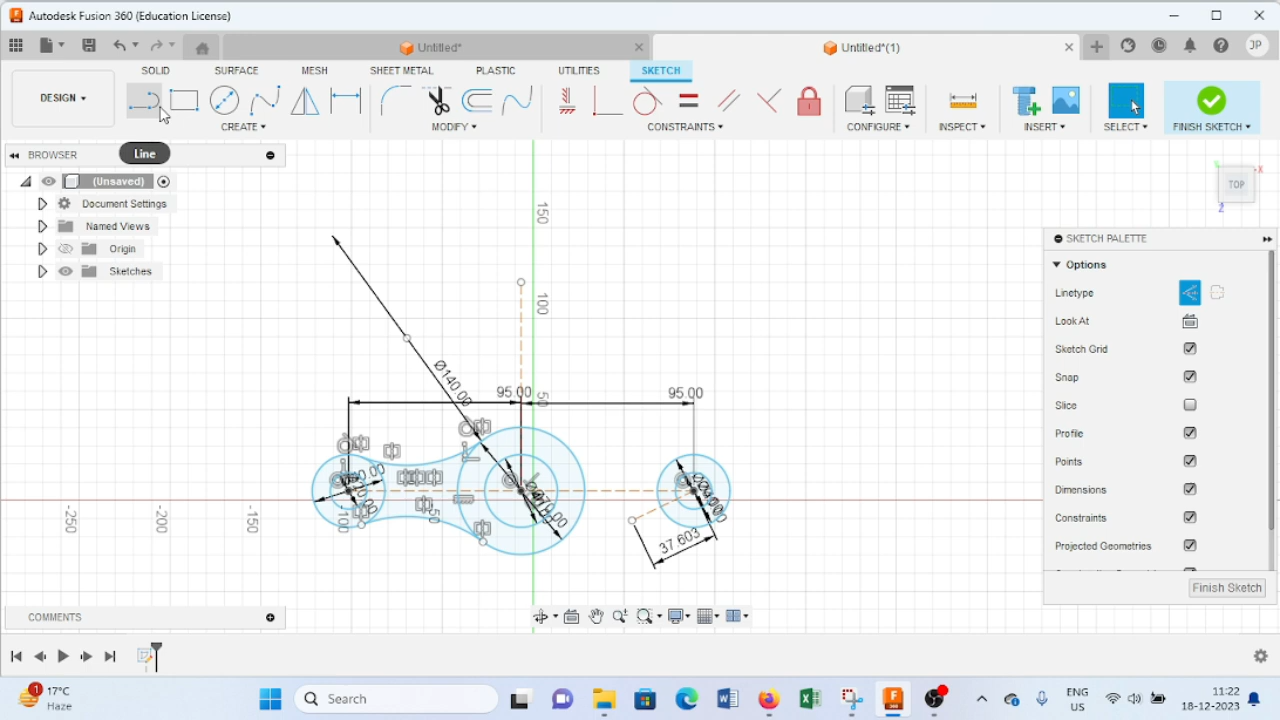 Autodesk Fusion 360 (Education License)
Untitled*
Untitled*(1)
JP
DESIGN
SOLID
SURFACE
MESH
SHEET METAL
PLASTIC
UTILITIES
SKETCH
CREATE
MODIFY
CONSTRAINTS
CONFIGURE
INSPECT
INSERT
SELECT
FINISH SKETCH
BROWSER
Line
(Unsaved)
Document Settings
Named Views
Origin
Sketches
TOP
X
Z
SKETCH PALETTE
Options
Linetype
Look At
Sketch Grid
Snap
Slice
Profile
Points
Dimensions
Constraints
Projected Geometries
Finish Sketch
150
100
50
-250
-200
-150
-100
-50
Ø140.00
95.00
95.00
37.603
COMMENTS
1
17°C
Haze
Search
ENG
US
11:22
18-12-2023